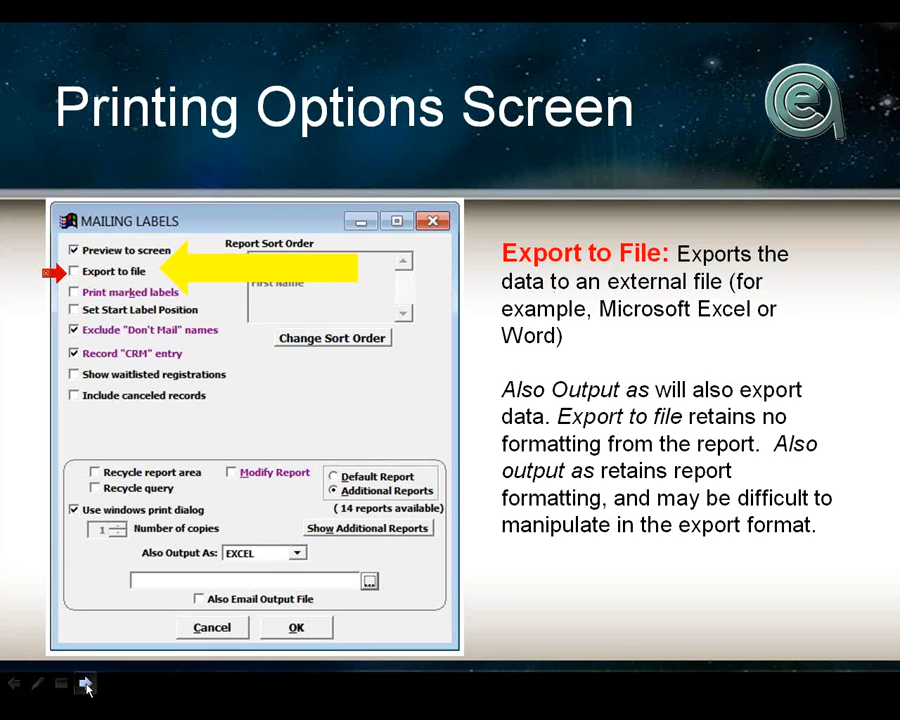 Printing Options Screen
MAILING LABELS
Preview to screen
Export to file
Print marked labels
Set Start Label Position
Exclude "Don't Mail" names
Record "CRM" entry
Show waitlisted registrations
Include canceled records
Report Sort Order
First Name
Change Sort Order
Recycle report area
Recycle query
Modify Report
Default Report
Additional Reports
( 14 reports available)
Use windows print dialog
1 Number of copies
Show Additional Reports
Also Output As: EXCEL
...
Also Email Output File
Cancel
OK
Export to File: Exports the
data to an external file (for
example, Microsoft Excel or
Word)
Also Output as will also export
data. Export to file retains no
formatting from the report. Also
output as retains report
formatting, and may be difficult to
manipulate in the export format.